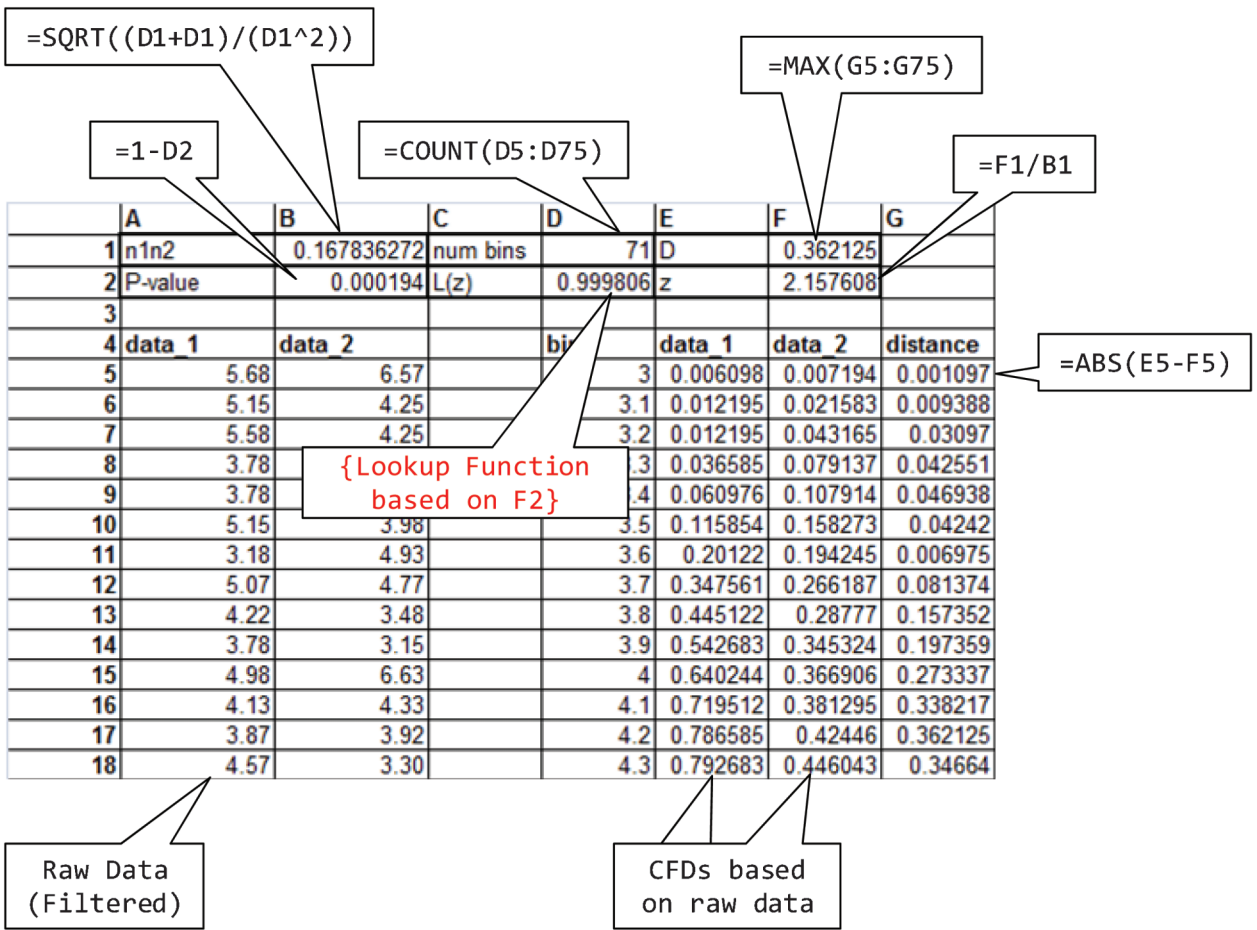 =SQRT((D1+D1)/(D1^2))
=MAX(G5:G75)
=1-D2
=COUNT(D5:D75)
=F1/B1
A B C D E F G
1 n1n2 0.167836272 num bins 71 D 0.362125
2 P-value 0.000194 L(z) 0.999806 z 2.157608
3
4 data_1 data_2 data_1 data_2 distance
=ABS(E5-F5)
5 5.68 6.57 3 0.006098 0.007194 0.001097
6 5.15 4.25 3.1 0.012195 0.021583 0.009388
7 5.58 4.25 3.2 0.012195 0.043165 0.03097
8 3.78 .3 0.036585 0.079137 0.042551
{Lookup Function
based on F2}
9 3.78 .4 0.060976 0.107914 0.046938
10 5.15 3.98 3.5 0.115854 0.158273 0.04242
11 3.18 4.93 3.6 0.20122 0.194245 0.006975
12 5.07 4.77 3.7 0.347561 0.266187 0.081374
13 4.22 3.48 3.8 0.445122 0.28777 0.157352
14 3.78 3.15 3.9 0.542683 0.345324 0.197359
15 4.98 6.63 4 0.640244 0.366906 0.273337
16 4.13 4.33 4.1 0.719512 0.381295 0.338217
17 3.87 3.92 4.2 0.786585 0.42446 0.362125
18 4.57 3.30 4.3 0.792683 0.446043 0.34664
Raw Data
(Filtered)
CFDs based
on raw data